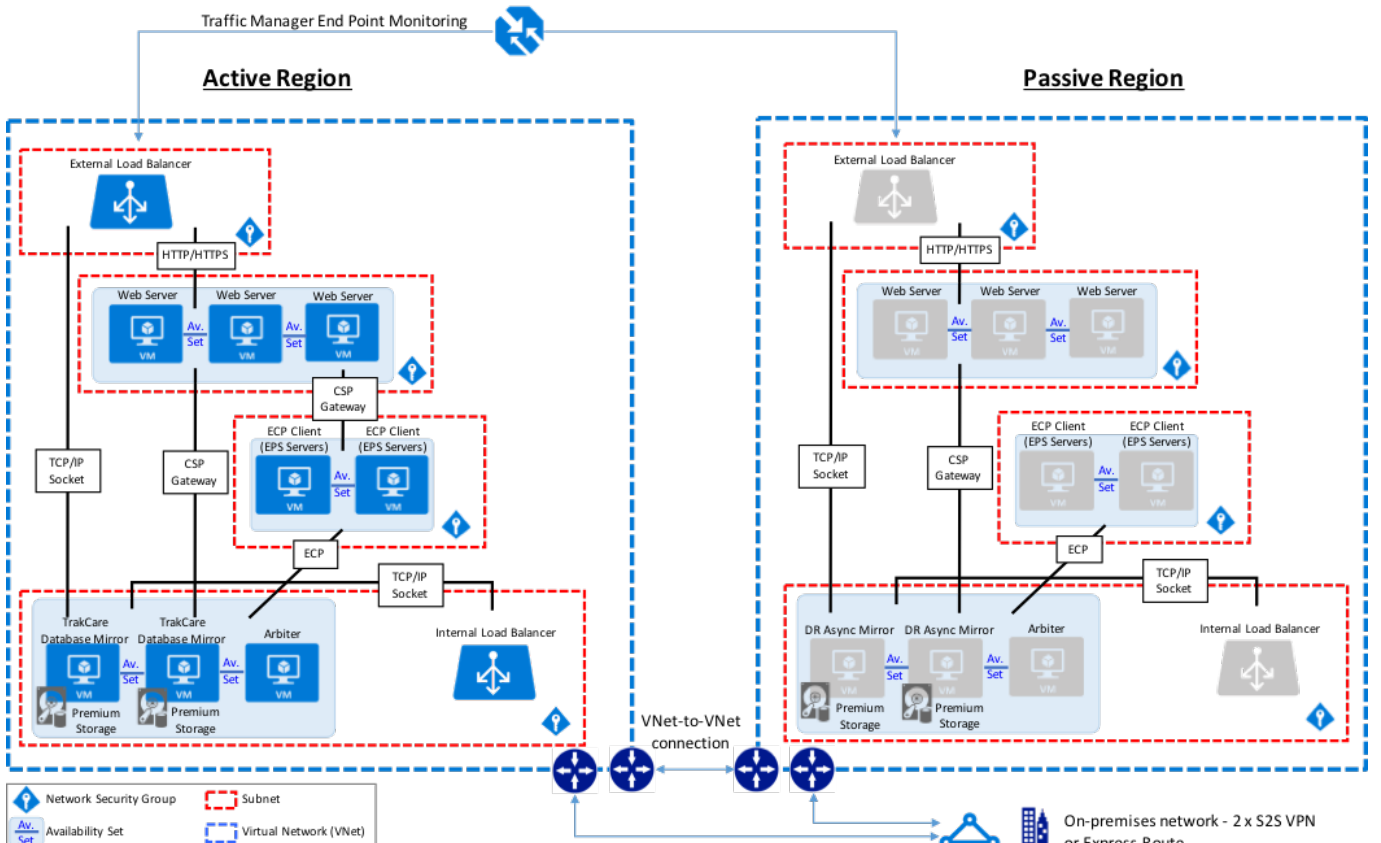 Traffic Manager End Point Monitoring
Active Region
Passive Region
External Load Balancer
HTTP/HTTPS
Web Server
Web Server
Web Server
VM
Av.
Set
VM
Av.
Set
VM
CSP
Gateway
ECP Client
(EPS Servers)
ECP Client
(EPS Servers)
VM
Av.
Set
VM
TCP/IP
Socket
CSP
Gateway
ECP
TCP/IP
Socket
TrakCare
Database Mirror
TrakCare
Database Mirror
Arbiter
Internal Load Balancer
VM
Av.
Set
VM
Av.
Set
VM
Premium
Storage
Premium
Storage
External Load Balancer
HTTP/HTTPS
Web Server
Web Server
Web Server
VM
Av.
Set
VM
Av.
Set
VM
ECP Client
(EPS Servers)
ECP Client
(EPS Servers)
VM
Av.
Set
VM
TCP/IP
Socket
CSP
Gateway
ECP
TCP/IP
Socket
DR Async Mirror
DR Async Mirror
Arbiter
Internal Load Balancer
VM
Av.
Set
VM
Av.
Set
VM
Premium
Storage
Premium
Storage
VNet-to-VNet
connection
Network Security Group
Subnet
Av.
Set
Availability Set
Virtual Network (VNet)
On-premises network - 2 x S2S VPN
or Express Route